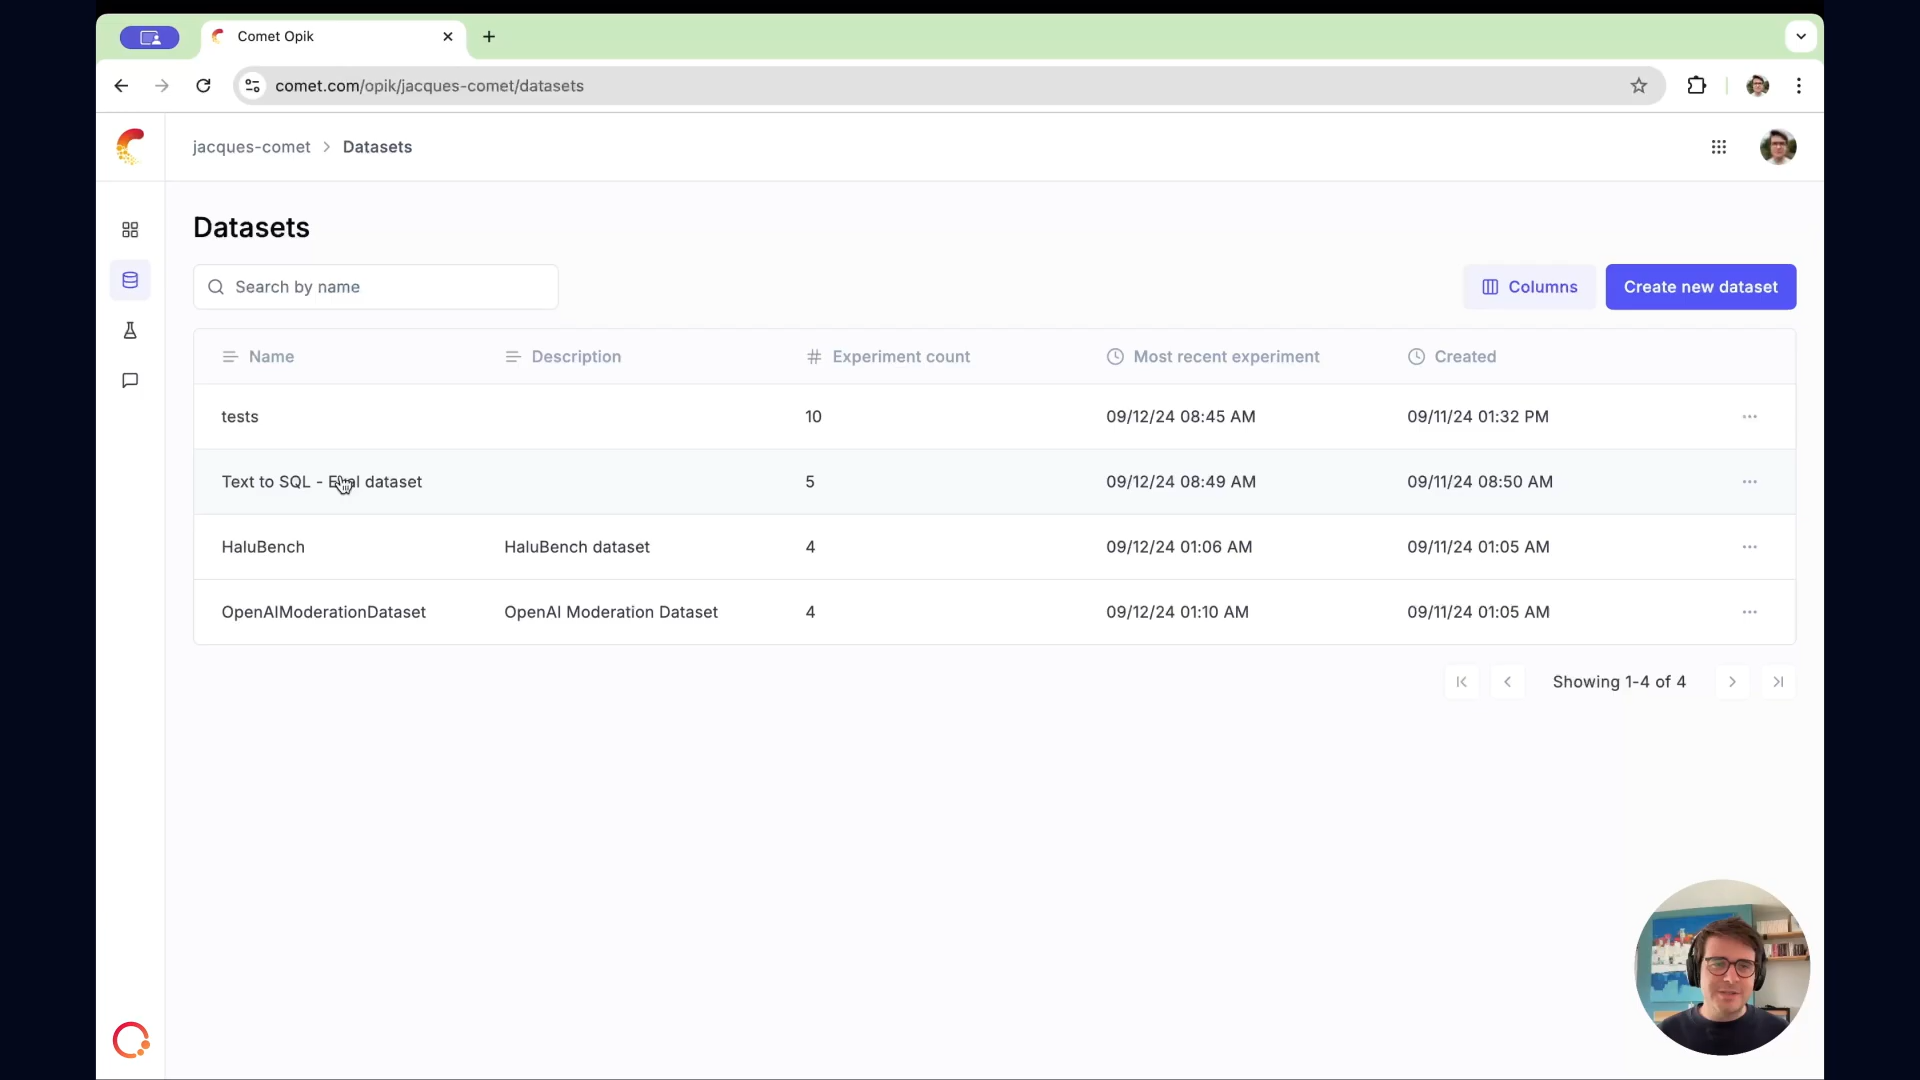 Comet Opik
comet.com/opik/jacques-comet/datasets
jacques-comet > Datasets
Datasets
Search by name
Columns
Create new dataset
Name Description # Experiment count Most recent experiment Created
tests 10 09/12/24 08:45 AM 09/11/24 01:32 PM
Text to SQL - Eval dataset 5 09/12/24 08:49 AM 09/11/24 08:50 AM
HaluBench HaluBench dataset 4 09/12/24 01:06 AM 09/11/24 01:05 AM
OpenAIModerationDataset OpenAI Moderation Dataset 4 09/12/24 01:10 AM 09/11/24 01:05 AM
Showing 1-4 of 4